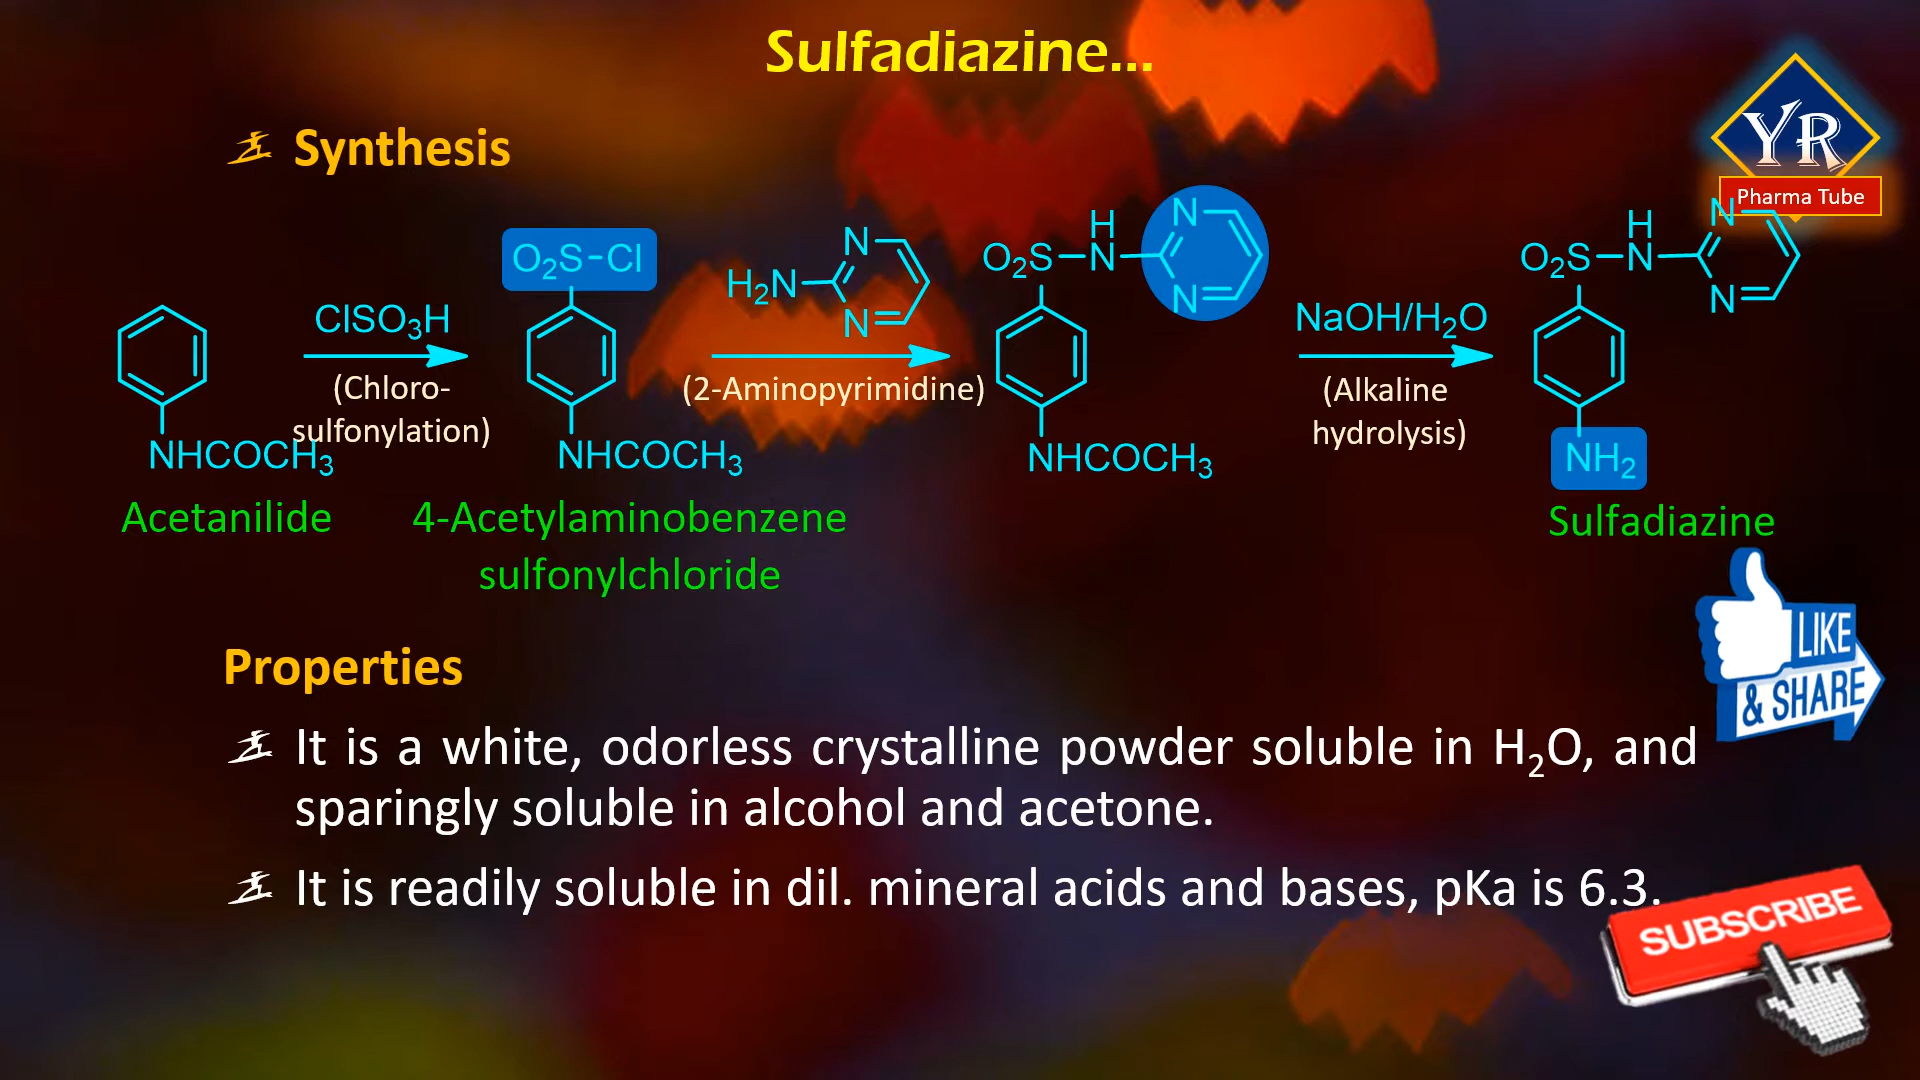 Sulfadiazine...
YR
Pharma Tube
Synthesis
NHCOCH₃
Acetanilide
ClSO₃H
(Chloro-
sulfonylation)
O₂S-Cl
NHCOCH₃
4-Acetylaminobenzene
sulfonylchloride
H₂N
N
N
(2-Aminopyrimidine)
O₂S
H
N
N
N
NHCOCH₃
NaOH/H₂O
(Alkaline
hydrolysis)
O₂S
H
N
N
N
NH₂
Sulfadiazine
LIKE
& SHARE
Properties
It is a white, odorless crystalline powder soluble in H₂O, and
sparingly soluble in alcohol and acetone.
It is readily soluble in dil. mineral acids and bases, pKa is 6.3.
SUBSCRIBE